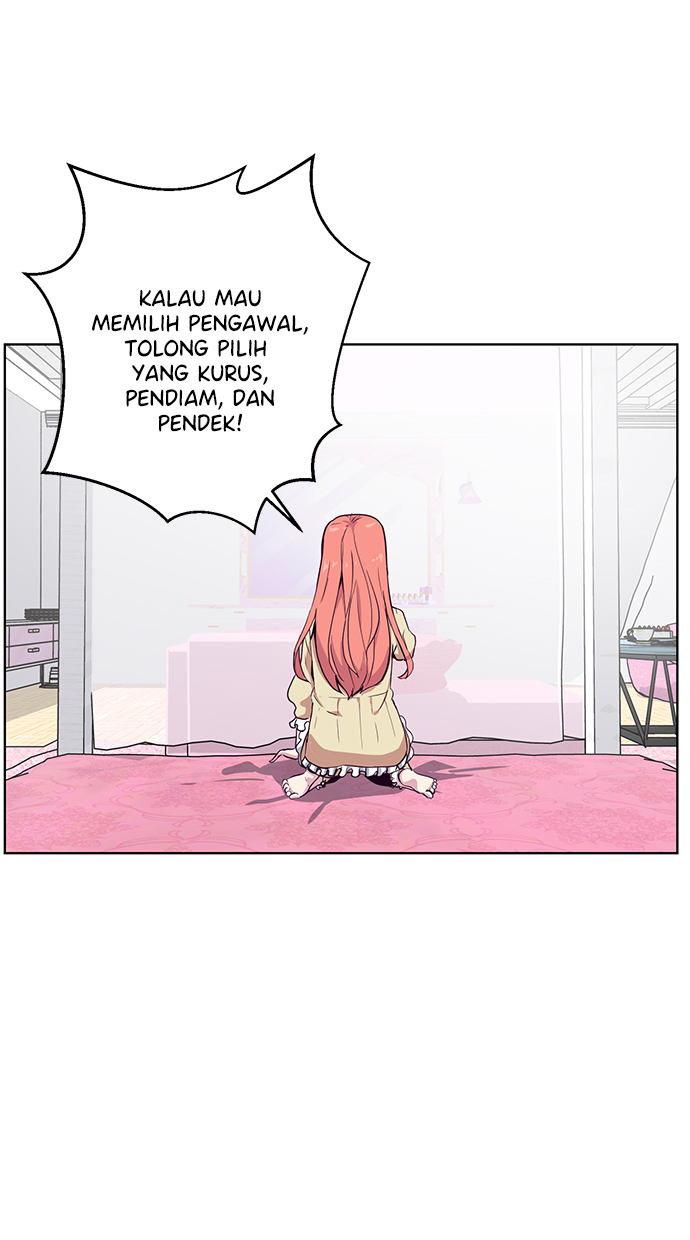 KALAU MAU
MEMILIH PENGAWAL,
TOLONG PILIH
YANG KURUS,
PENDIAM, DAN
PENDEK!